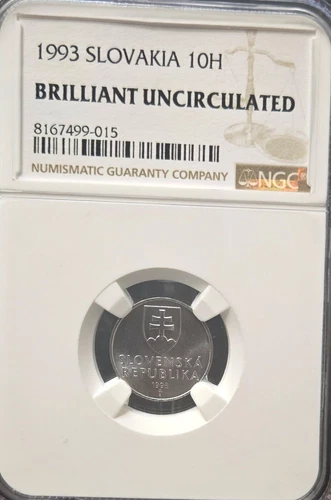 1993 SLOVAKIA 10H
BRILLIANT UNCIRCULATED
8167499-015
NUMISMATIC GUARANTY COMPANY
NGC
SLOVENSKÁ
REPUBLIKA
1993